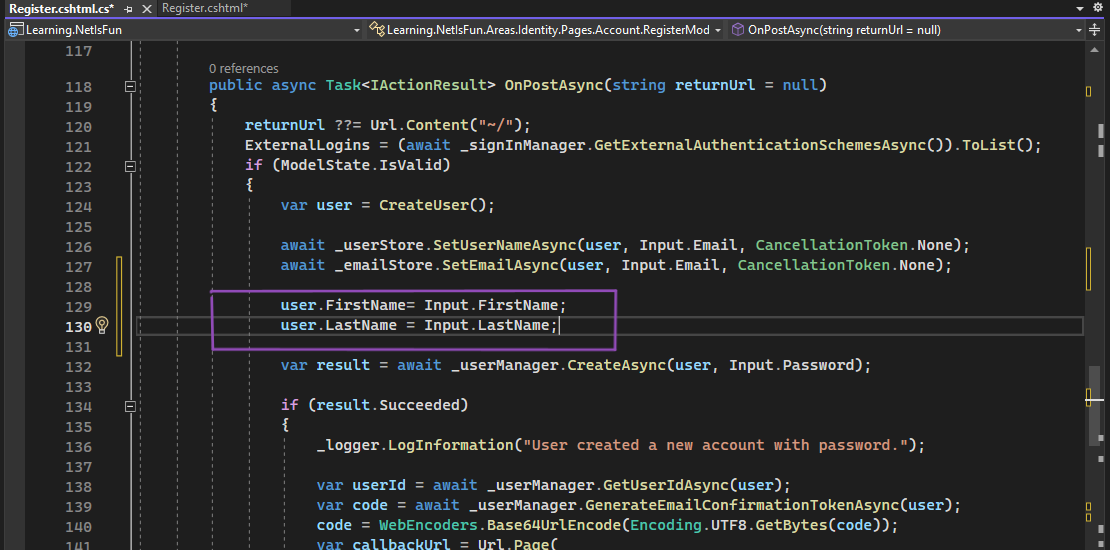 Register.cshtml.cs*
Register.cshtml*
Learning.NetIsFun
Learning.NetIsFun.Areas.Identity.Pages.Account.RegisterMod
OnPostAsync(string returnUrl = null)
117
0 references
118 public async Task<IActionResult> OnPostAsync(string returnUrl = null)
119 {
120 returnUrl ??= Url.Content("~/");
121 ExternalLogins = (await _signInManager.GetExternalAuthenticationSchemesAsync()).ToList();
122 if (ModelState.IsValid)
123 {
124 var user = CreateUser();
125
126 await _userStore.SetUserNameAsync(user, Input.Email, CancellationToken.None);
127 await _emailStore.SetEmailAsync(user, Input.Email, CancellationToken.None);
128
129 user.FirstName= Input.FirstName;
130 user.LastName = Input.LastName;
131
132 var result = await _userManager.CreateAsync(user, Input.Password);
133
134 if (result.Succeeded)
135 {
136 _logger.LogInformation("User created a new account with password.");
137
138 var userId = await _userManager.GetUserIdAsync(user);
139 var code = await _userManager.GenerateEmailConfirmationTokenAsync(user);
140 code = WebEncoders.Base64UrlEncode(Encoding.UTF8.GetBytes(code));
141 var callbackUrl = Url.Page(